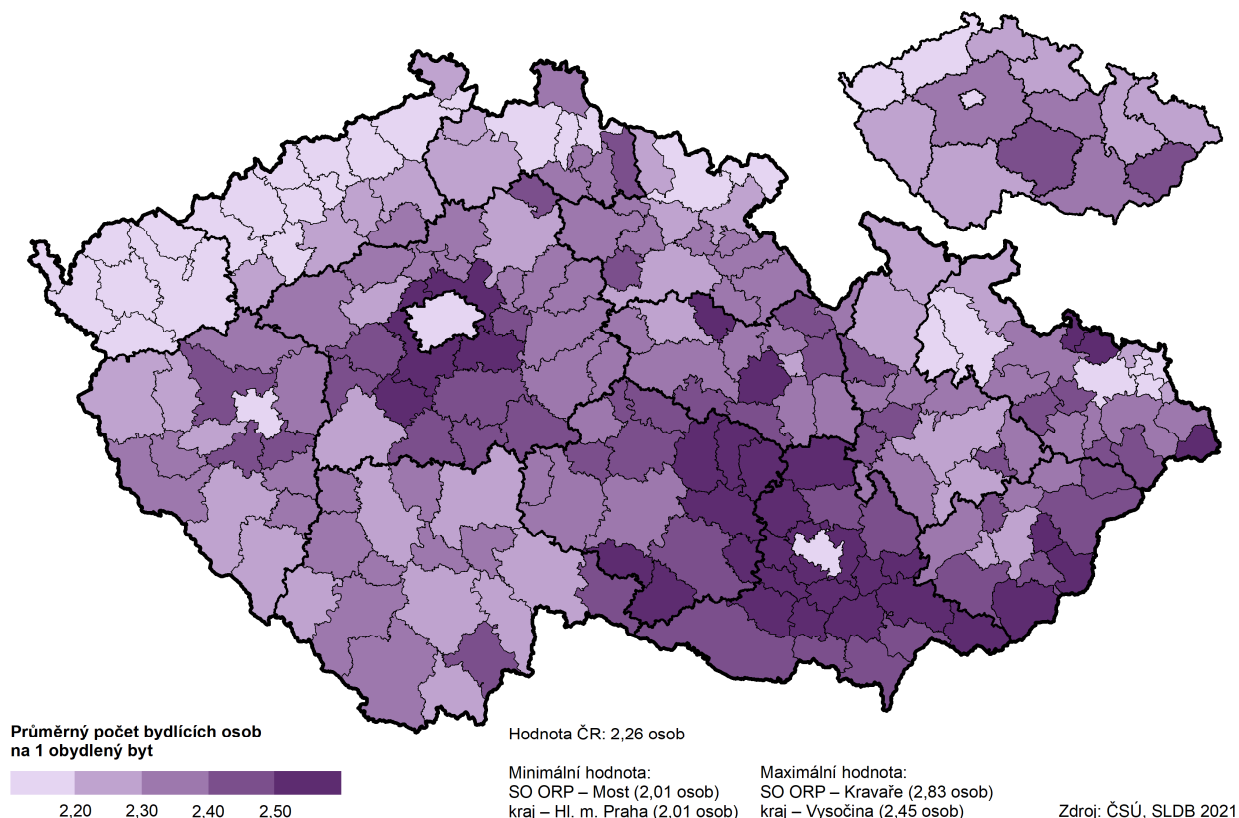 Průměrný počet bydlících osob
na 1 obydlený byt
2,20 2,30 2,40 2,50
Hodnota ČR: 2,26 osob
Minimální hodnota:
SO ORP – Most (2,01 osob)
kraj – Hl. m. Praha (2,01 osob)
Maximální hodnota:
SO ORP – Kravaře (2,83 osob)
kraj – Vysočina (2,45 osob)
Zdroj: ČSÚ, SLDB 2021